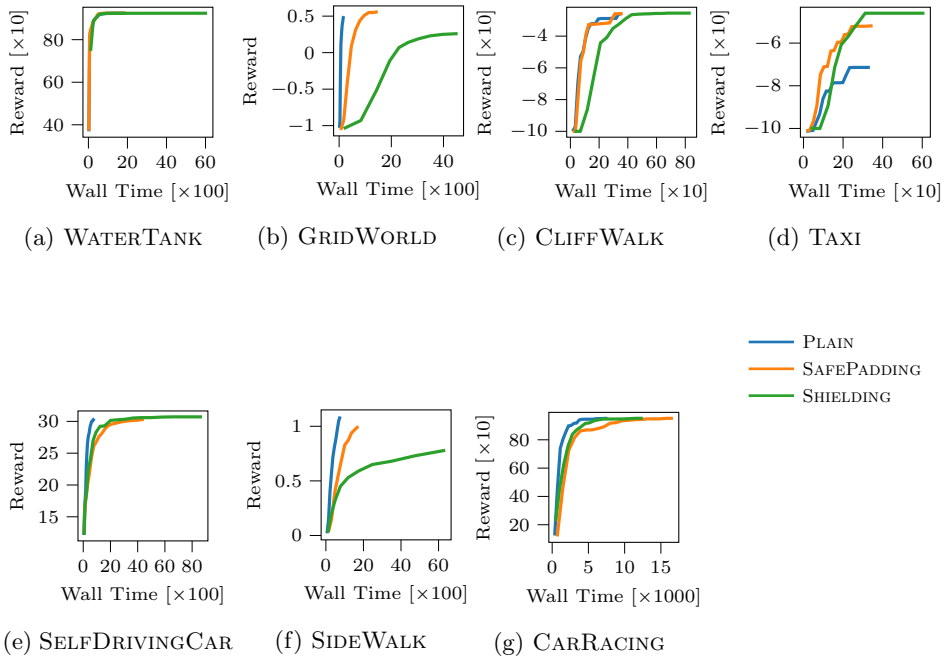 Reward [×10]
80
60
40
0 20 40 60
Wall Time [×100]
(a) WATERTANK
Reward
0.5
0
−0.5
−1
0 20 40
Wall Time [×100]
(b) GRIDWORLD
Reward [×10]
−4
−6
−8
−10
0 20 40 60 80
Wall Time [×10]
(c) CLIFFWALK
Reward [×10]
−6
−8
−10
0 20 40 60
Wall Time [×10]
(d) TAXI
PLAIN
SAFEPADDING
SHIELDING
Reward
30
25
20
15
0 20 40 60 80
Wall Time [×100]
(e) SELFDRIVINGCAR
Reward
1
0.5
0
0 20 40 60
Wall Time [×100]
(f) SIDEWALK
Reward [×10]
80
60
40
20
0 5 10 15
Wall Time [×1000]
(g) CARRACING